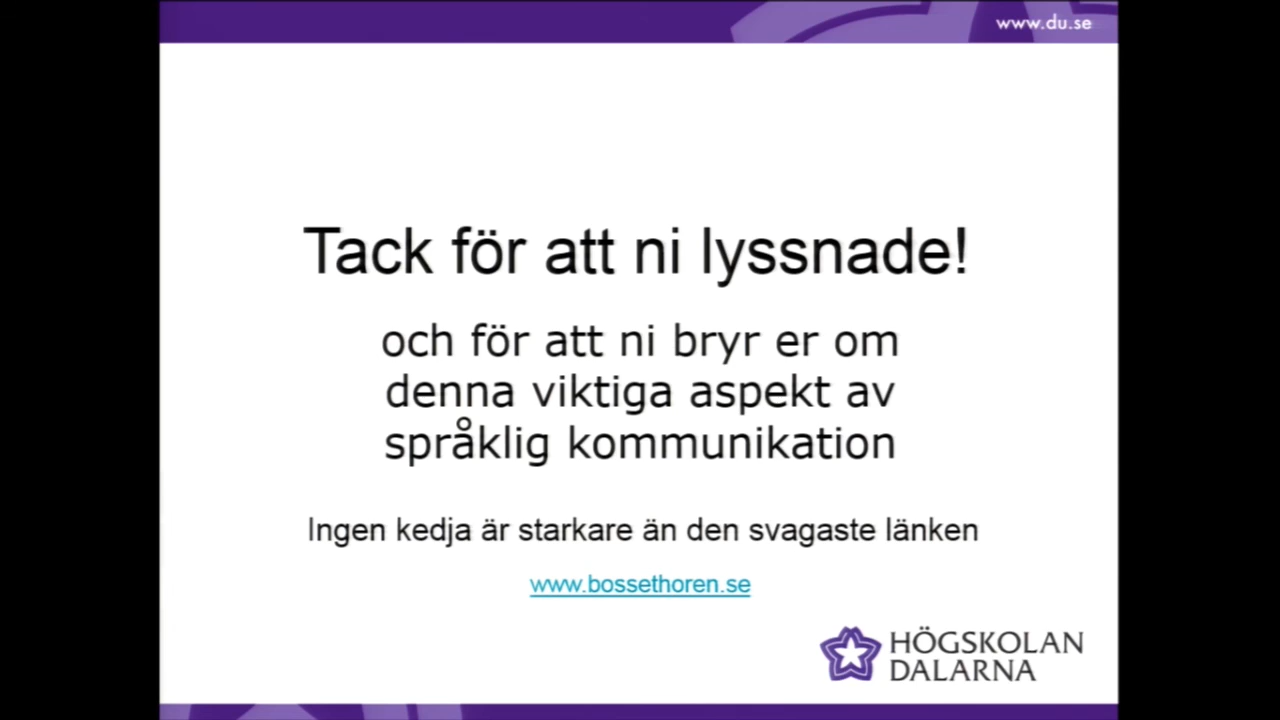 www.du.se
Tack för att ni lyssnade!
och för att ni bryr er om
denna viktiga aspekt av
språklig kommunikation
Ingen kedja är starkare än den svagaste länken
www.bossethoren.se
HÖGSKOLAN
DALARNA